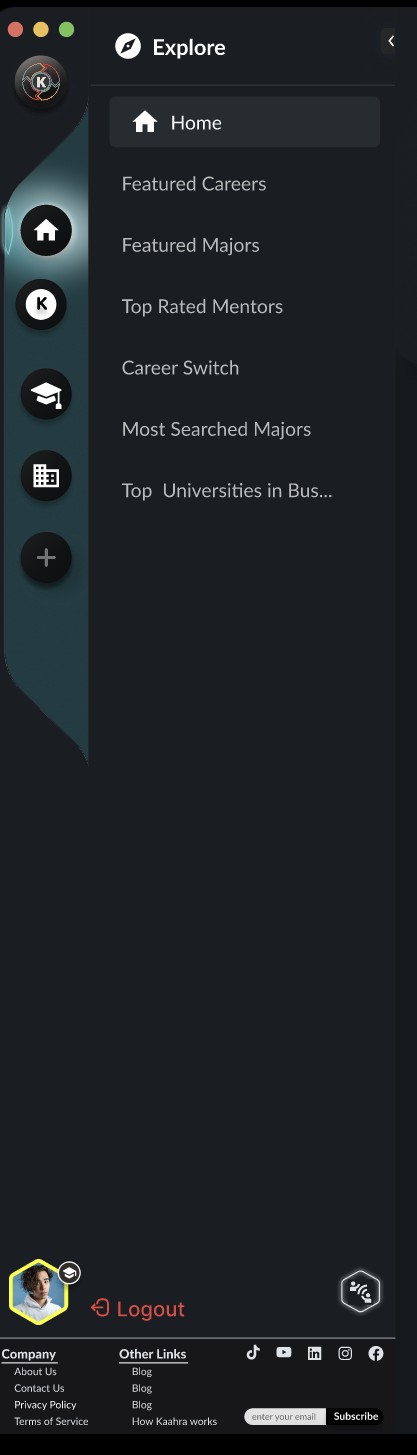 K
Explore
Home
K
Featured Careers
Featured Majors
Top Rated Mentors
Career Switch
Most Searched Majors
Top  Universities in Bus...
Logout
Company
About Us
Contact Us
Privacy Policy
Terms of Service
Other Links
Blog
Blog
Blog
How Kaahra works
enter your email
Subscribe